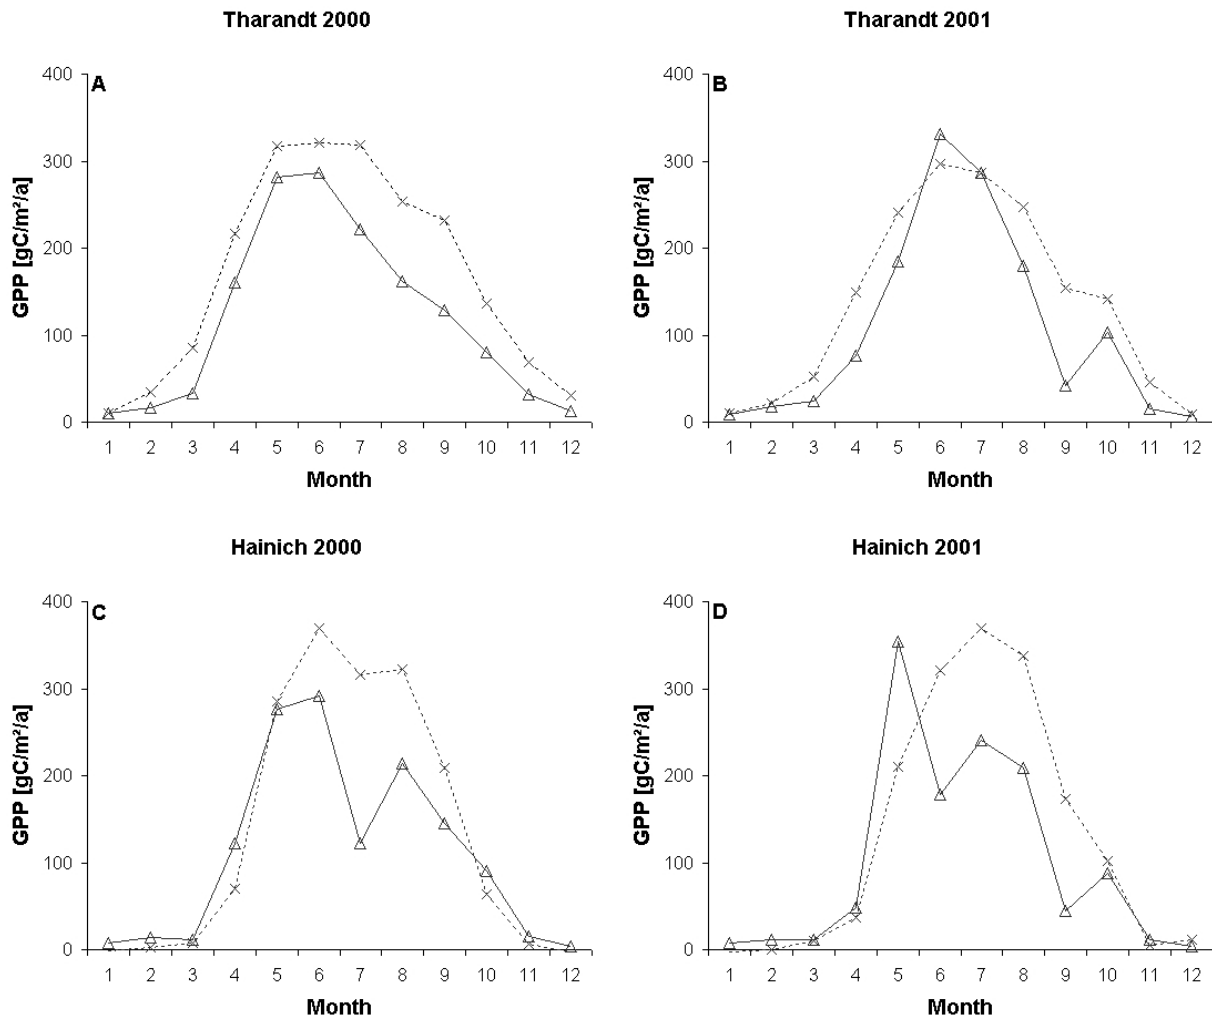 Tharandt 2000
A
400
300
200
100
0
GPP [gC/m²/a]
1 2 3 4 5 6 7 8 9 10 11 12
Month
Tharandt 2001
B
400
300
200
100
0
GPP [gC/m²/a]
1 2 3 4 5 6 7 8 9 10 11 12
Month
Hainich 2000
C
400
300
200
100
0
GPP [gC/m²/a]
1 2 3 4 5 6 7 8 9 10 11 12
Month
Hainich 2001
D
400
300
200
100
0
GPP [gC/m²/a]
1 2 3 4 5 6 7 8 9 10 11 12
Month